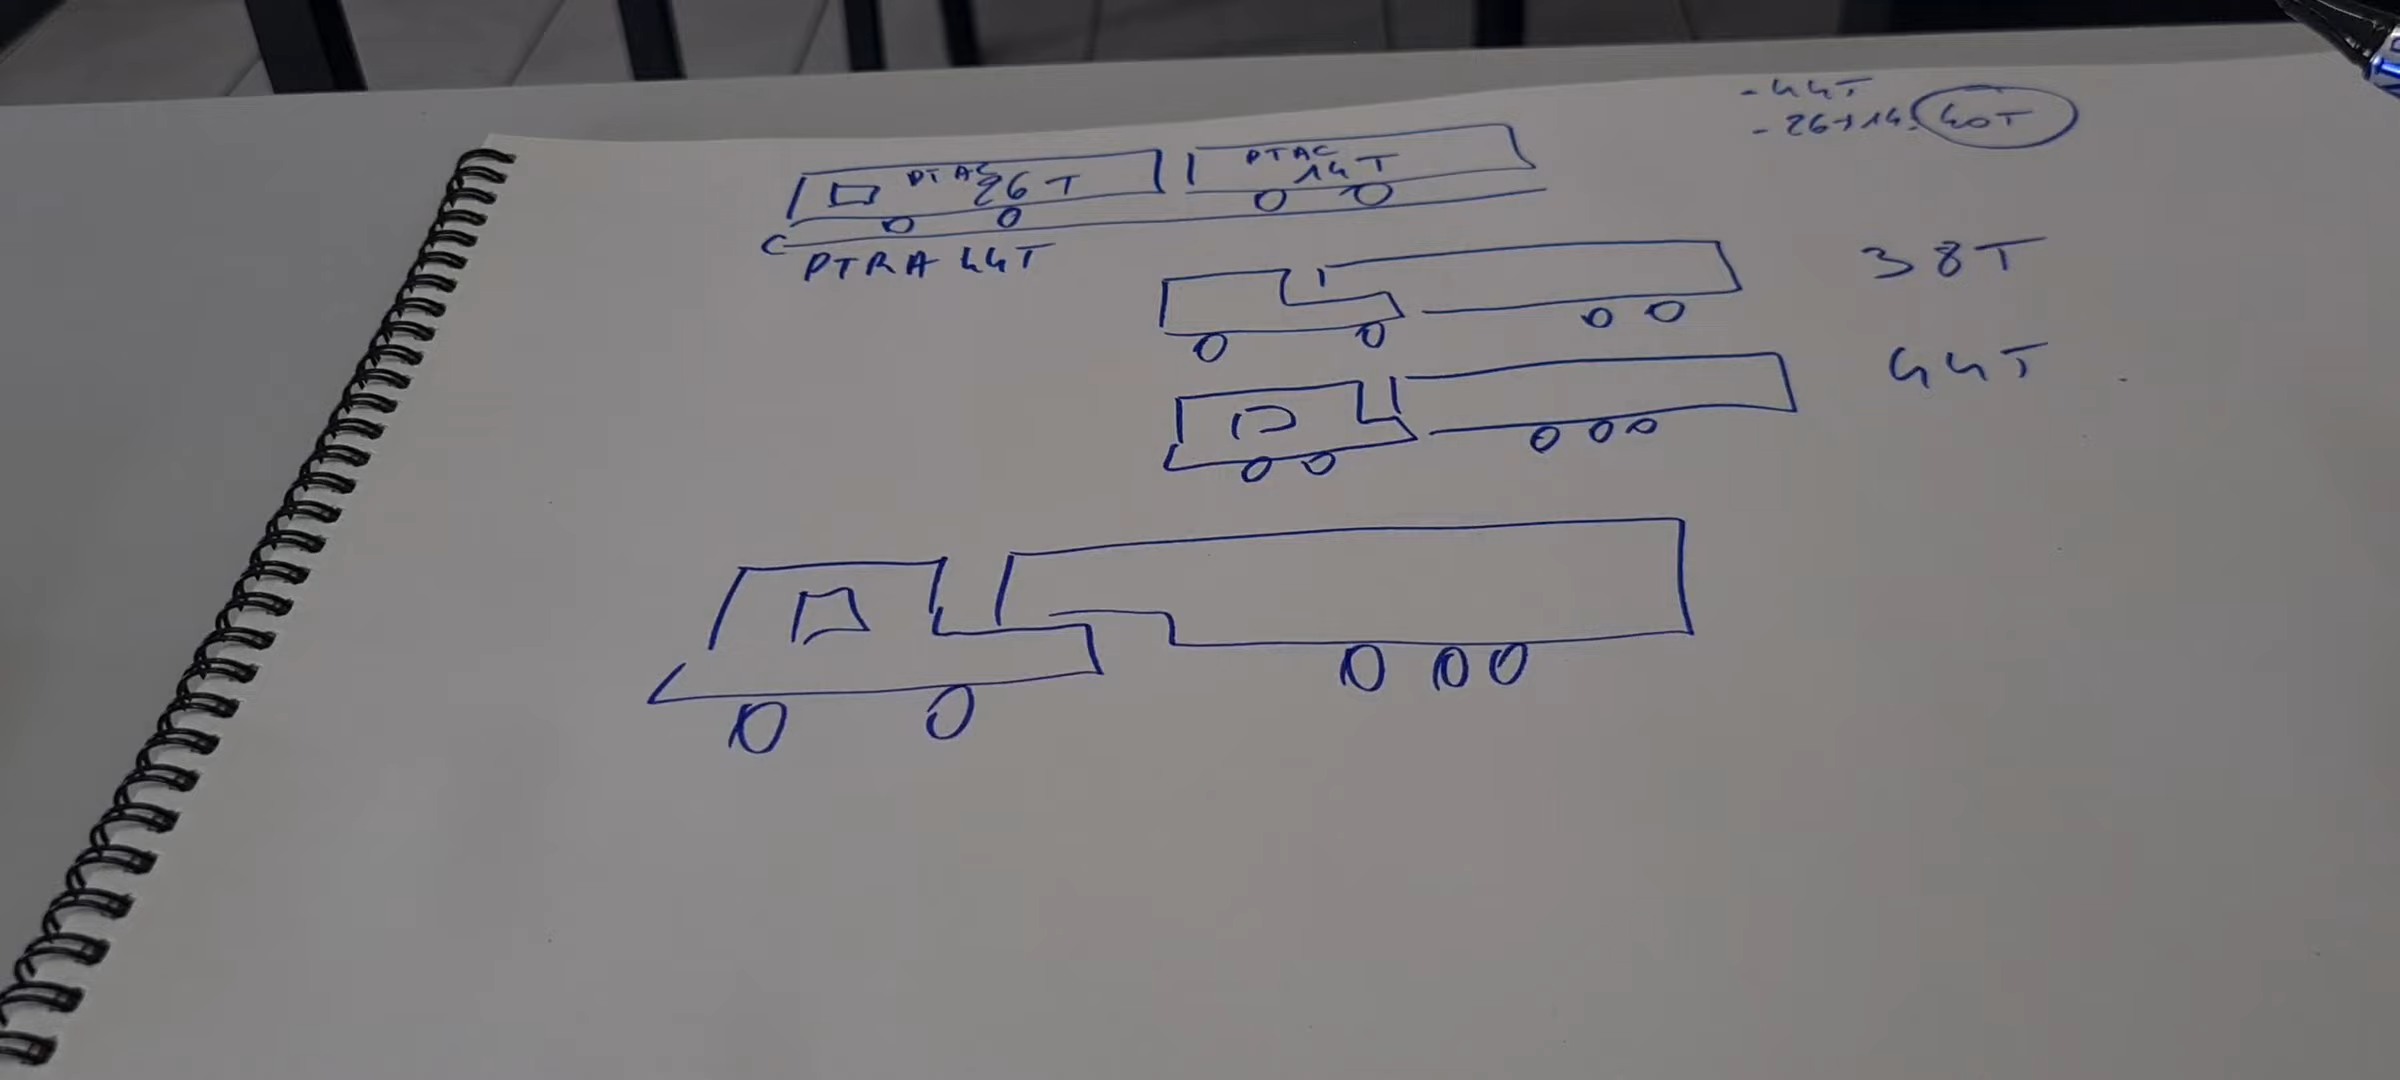 - 44T
- 26+14: 40T
PTAC 26T
PTAC 14T
PTRA 44T
38T
44T